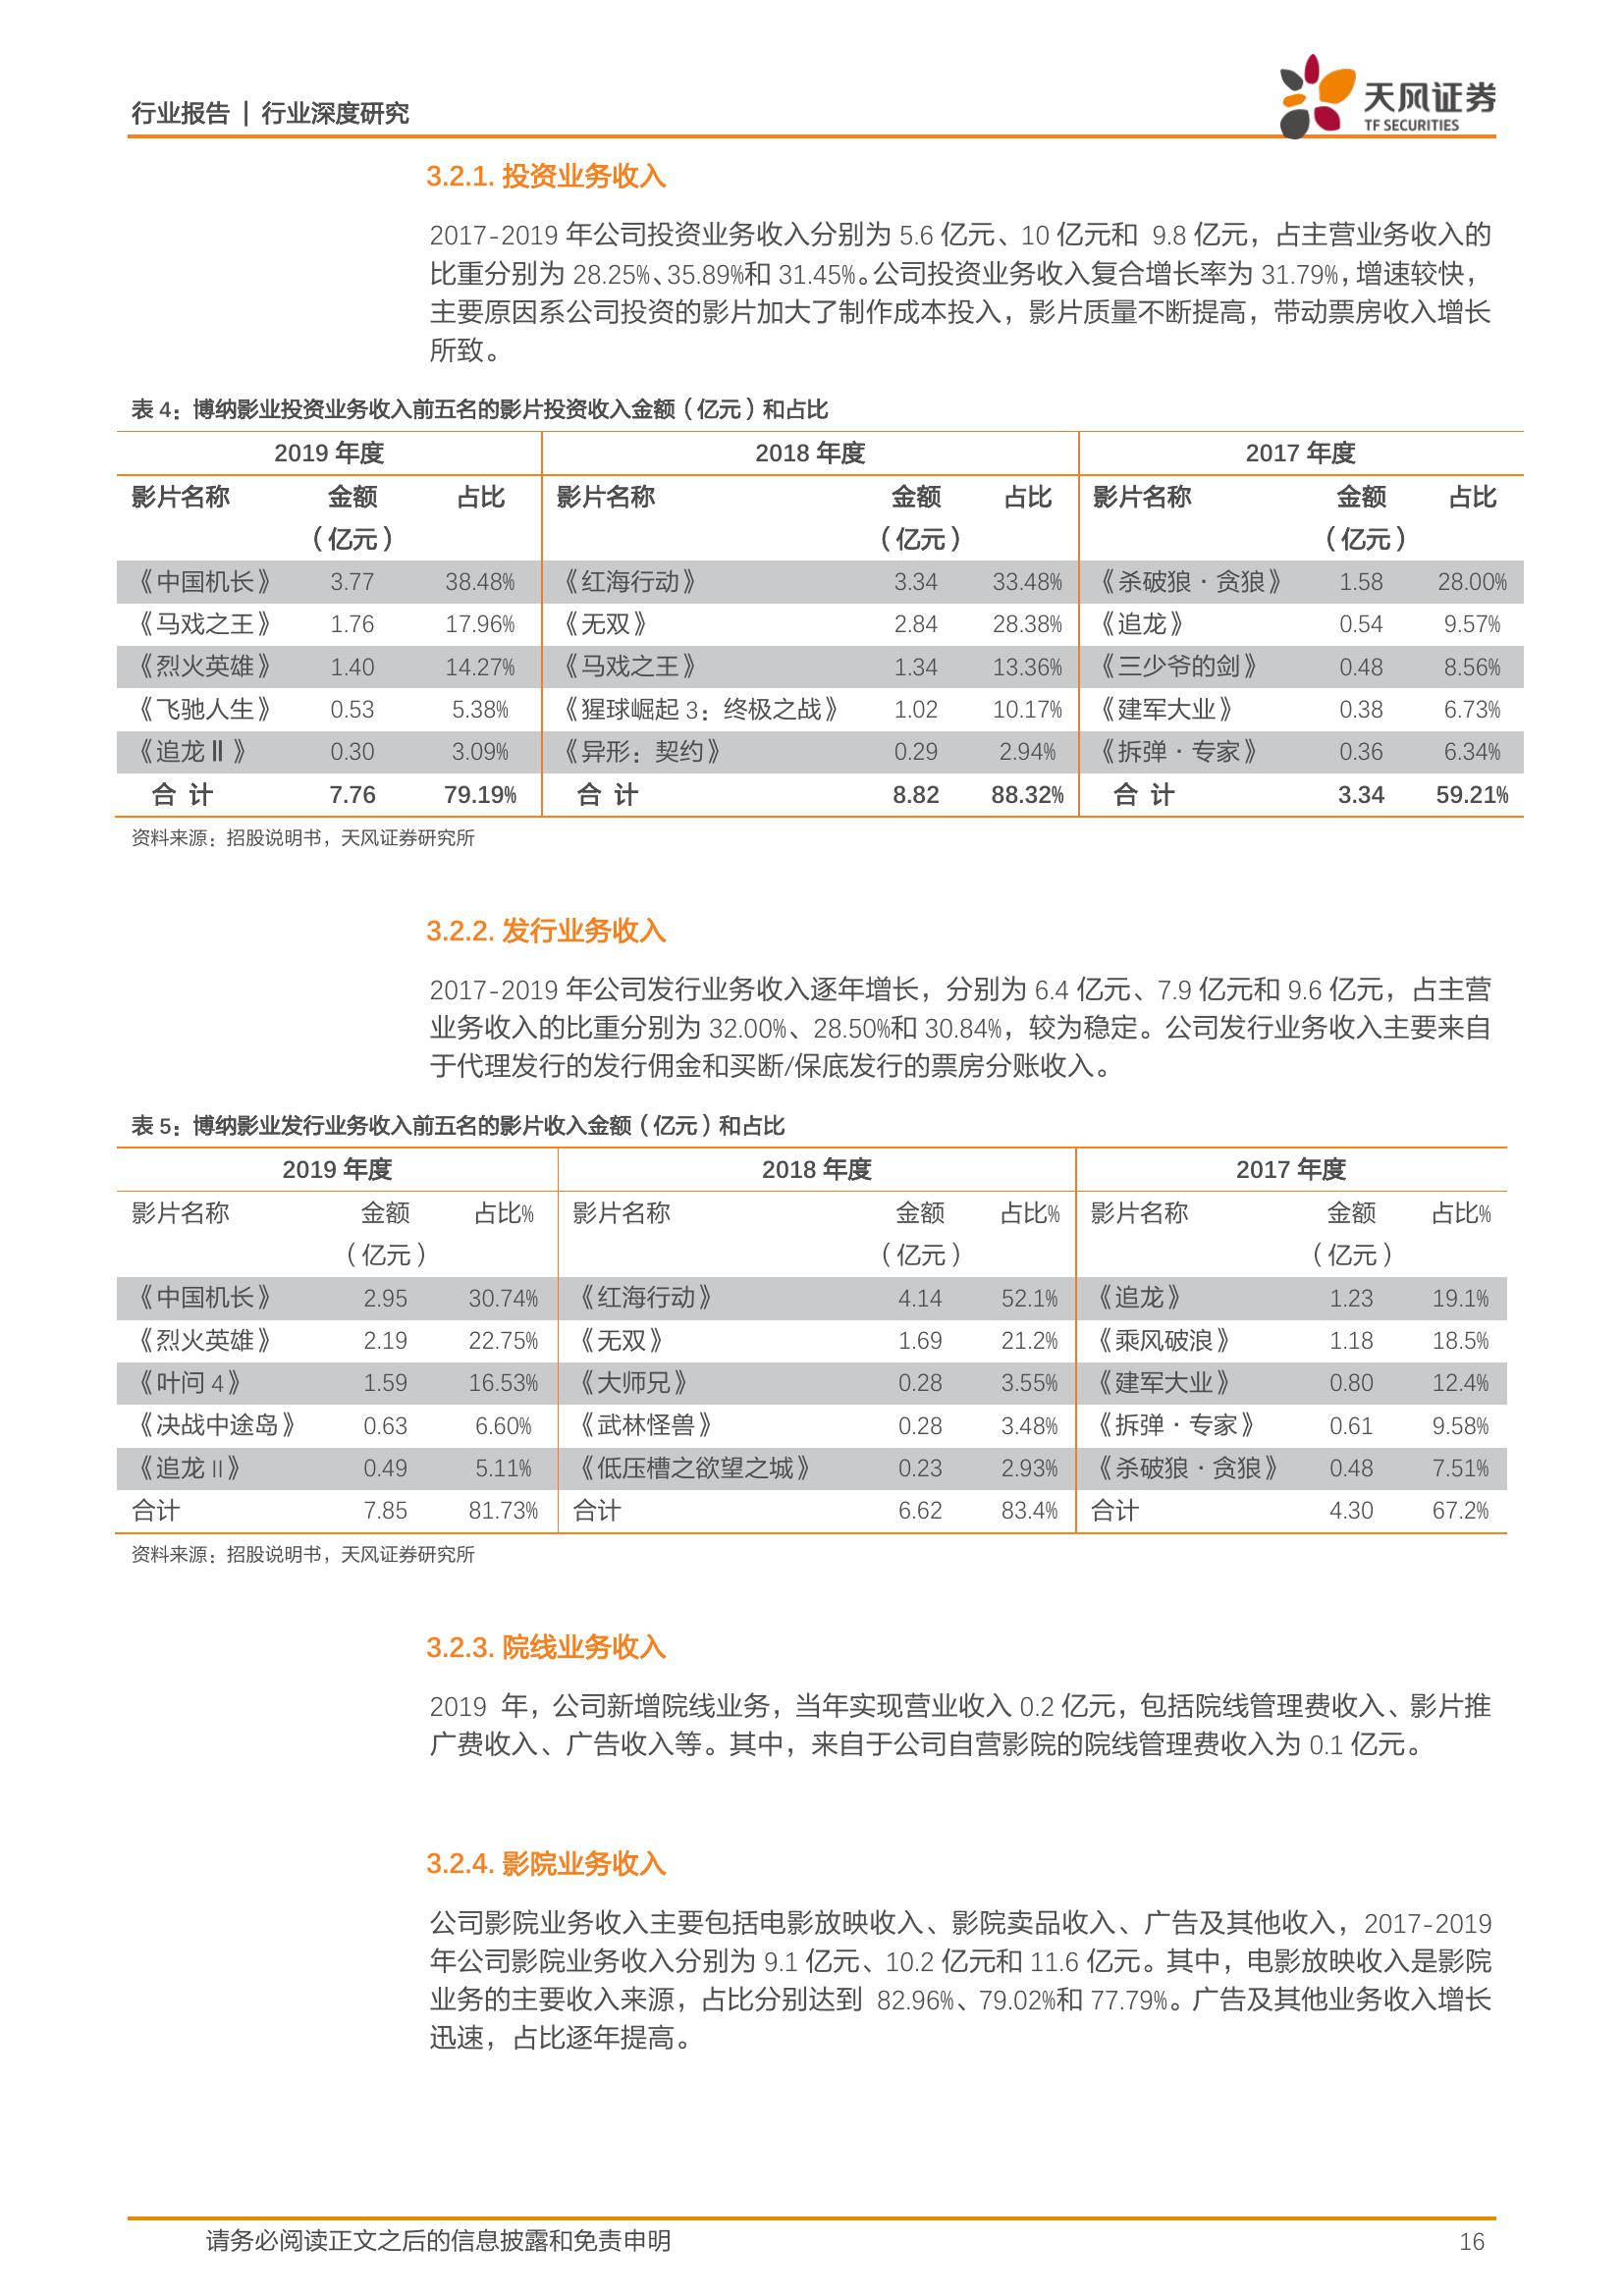 行业报告 | 行业深度研究
天风证券
TF SECURITIES
3.2.1. 投资业务收入
2017-2019 年公司投资业务收入分别为 5.6 亿元、10 亿元和 9.8 亿元，占主营业务收入的
比重分别为 28.25%、35.89%和 31.45%。公司投资业务收入复合增长率为 31.79%，增速较快，
主要原因系公司投资的影片加大了制作成本投入，影片质量不断提高，带动票房收入增长
所致。
表 4：博纳影业投资业务收入前五名的影片投资收入金额（亿元）和占比
2019 年度 2018 年度 2017 年度
影片名称 金额 占比 影片名称 金额 占比 影片名称 金额 占比
（亿元） （亿元） （亿元）
《中国机长》 3.77 38.48% 《红海行动》 3.34 33.48% 《杀破狼·贪狼》 1.58 28.00%
《马戏之王》 1.76 17.96% 《无双》 2.84 28.38% 《追龙》 0.54 9.57%
《烈火英雄》 1.40 14.27% 《马戏之王》 1.34 13.36% 《三少爷的剑》 0.48 8.56%
《飞驰人生》 0.53 5.38% 《猩球崛起 3：终极之战》 1.02 10.17% 《建军大业》 0.38 6.73%
《追龙Ⅱ》 0.30 3.09% 《异形：契约》 0.29 2.94% 《拆弹·专家》 0.36 6.34%
合 计 7.76 79.19% 合 计 8.82 88.32% 合 计 3.34 59.21%
资料来源：招股说明书，天风证券研究所
3.2.2. 发行业务收入
2017-2019 年公司发行业务收入逐年增长，分别为 6.4 亿元、7.9 亿元和 9.6 亿元，占主营
业务收入的比重分别为 32.00%、28.50%和 30.84%，较为稳定。公司发行业务收入主要来自
于代理发行的发行佣金和买断/保底发行的票房分账收入。
表 5：博纳影业发行业务收入前五名的影片收入金额（亿元）和占比
2019 年度 2018 年度 2017 年度
影片名称 金额 占比% 影片名称 金额 占比% 影片名称 金额 占比%
（亿元） （亿元） （亿元）
《中国机长》 2.95 30.74% 《红海行动》 4.14 52.1% 《追龙》 1.23 19.1%
《烈火英雄》 2.19 22.75% 《无双》 1.69 21.2% 《乘风破浪》 1.18 18.5%
《叶问 4》 1.59 16.53% 《大师兄》 0.28 3.55% 《建军大业》 0.80 12.4%
《决战中途岛》 0.63 6.60% 《武林怪兽》 0.28 3.48% 《拆弹·专家》 0.61 9.58%
《追龙 II》 0.49 5.11% 《低压槽之欲望之城》 0.23 2.93% 《杀破狼·贪狼》 0.48 7.51%
合计 7.85 81.73% 合计 6.62 83.4% 合计 4.30 67.2%
资料来源：招股说明书，天风证券研究所
3.2.3. 院线业务收入
2019 年，公司新增院线业务，当年实现营业收入 0.2 亿元，包括院线管理费收入、影片推
广费收入、广告收入等。其中，来自于公司自营影院的院线管理费收入为 0.1 亿元。
3.2.4. 影院业务收入
公司影院业务收入主要包括电影放映收入、影院卖品收入、广告及其他收入，2017-2019
年公司影院业务收入分别为 9.1 亿元、10.2 亿元和 11.6 亿元。其中，电影放映收入是影院
业务的主要收入来源，占比分别达到 82.96%、79.02%和 77.79%。广告及其他业务收入增长
迅速，占比逐年提高。
请务必阅读正文之后的信息披露和免责申明 16